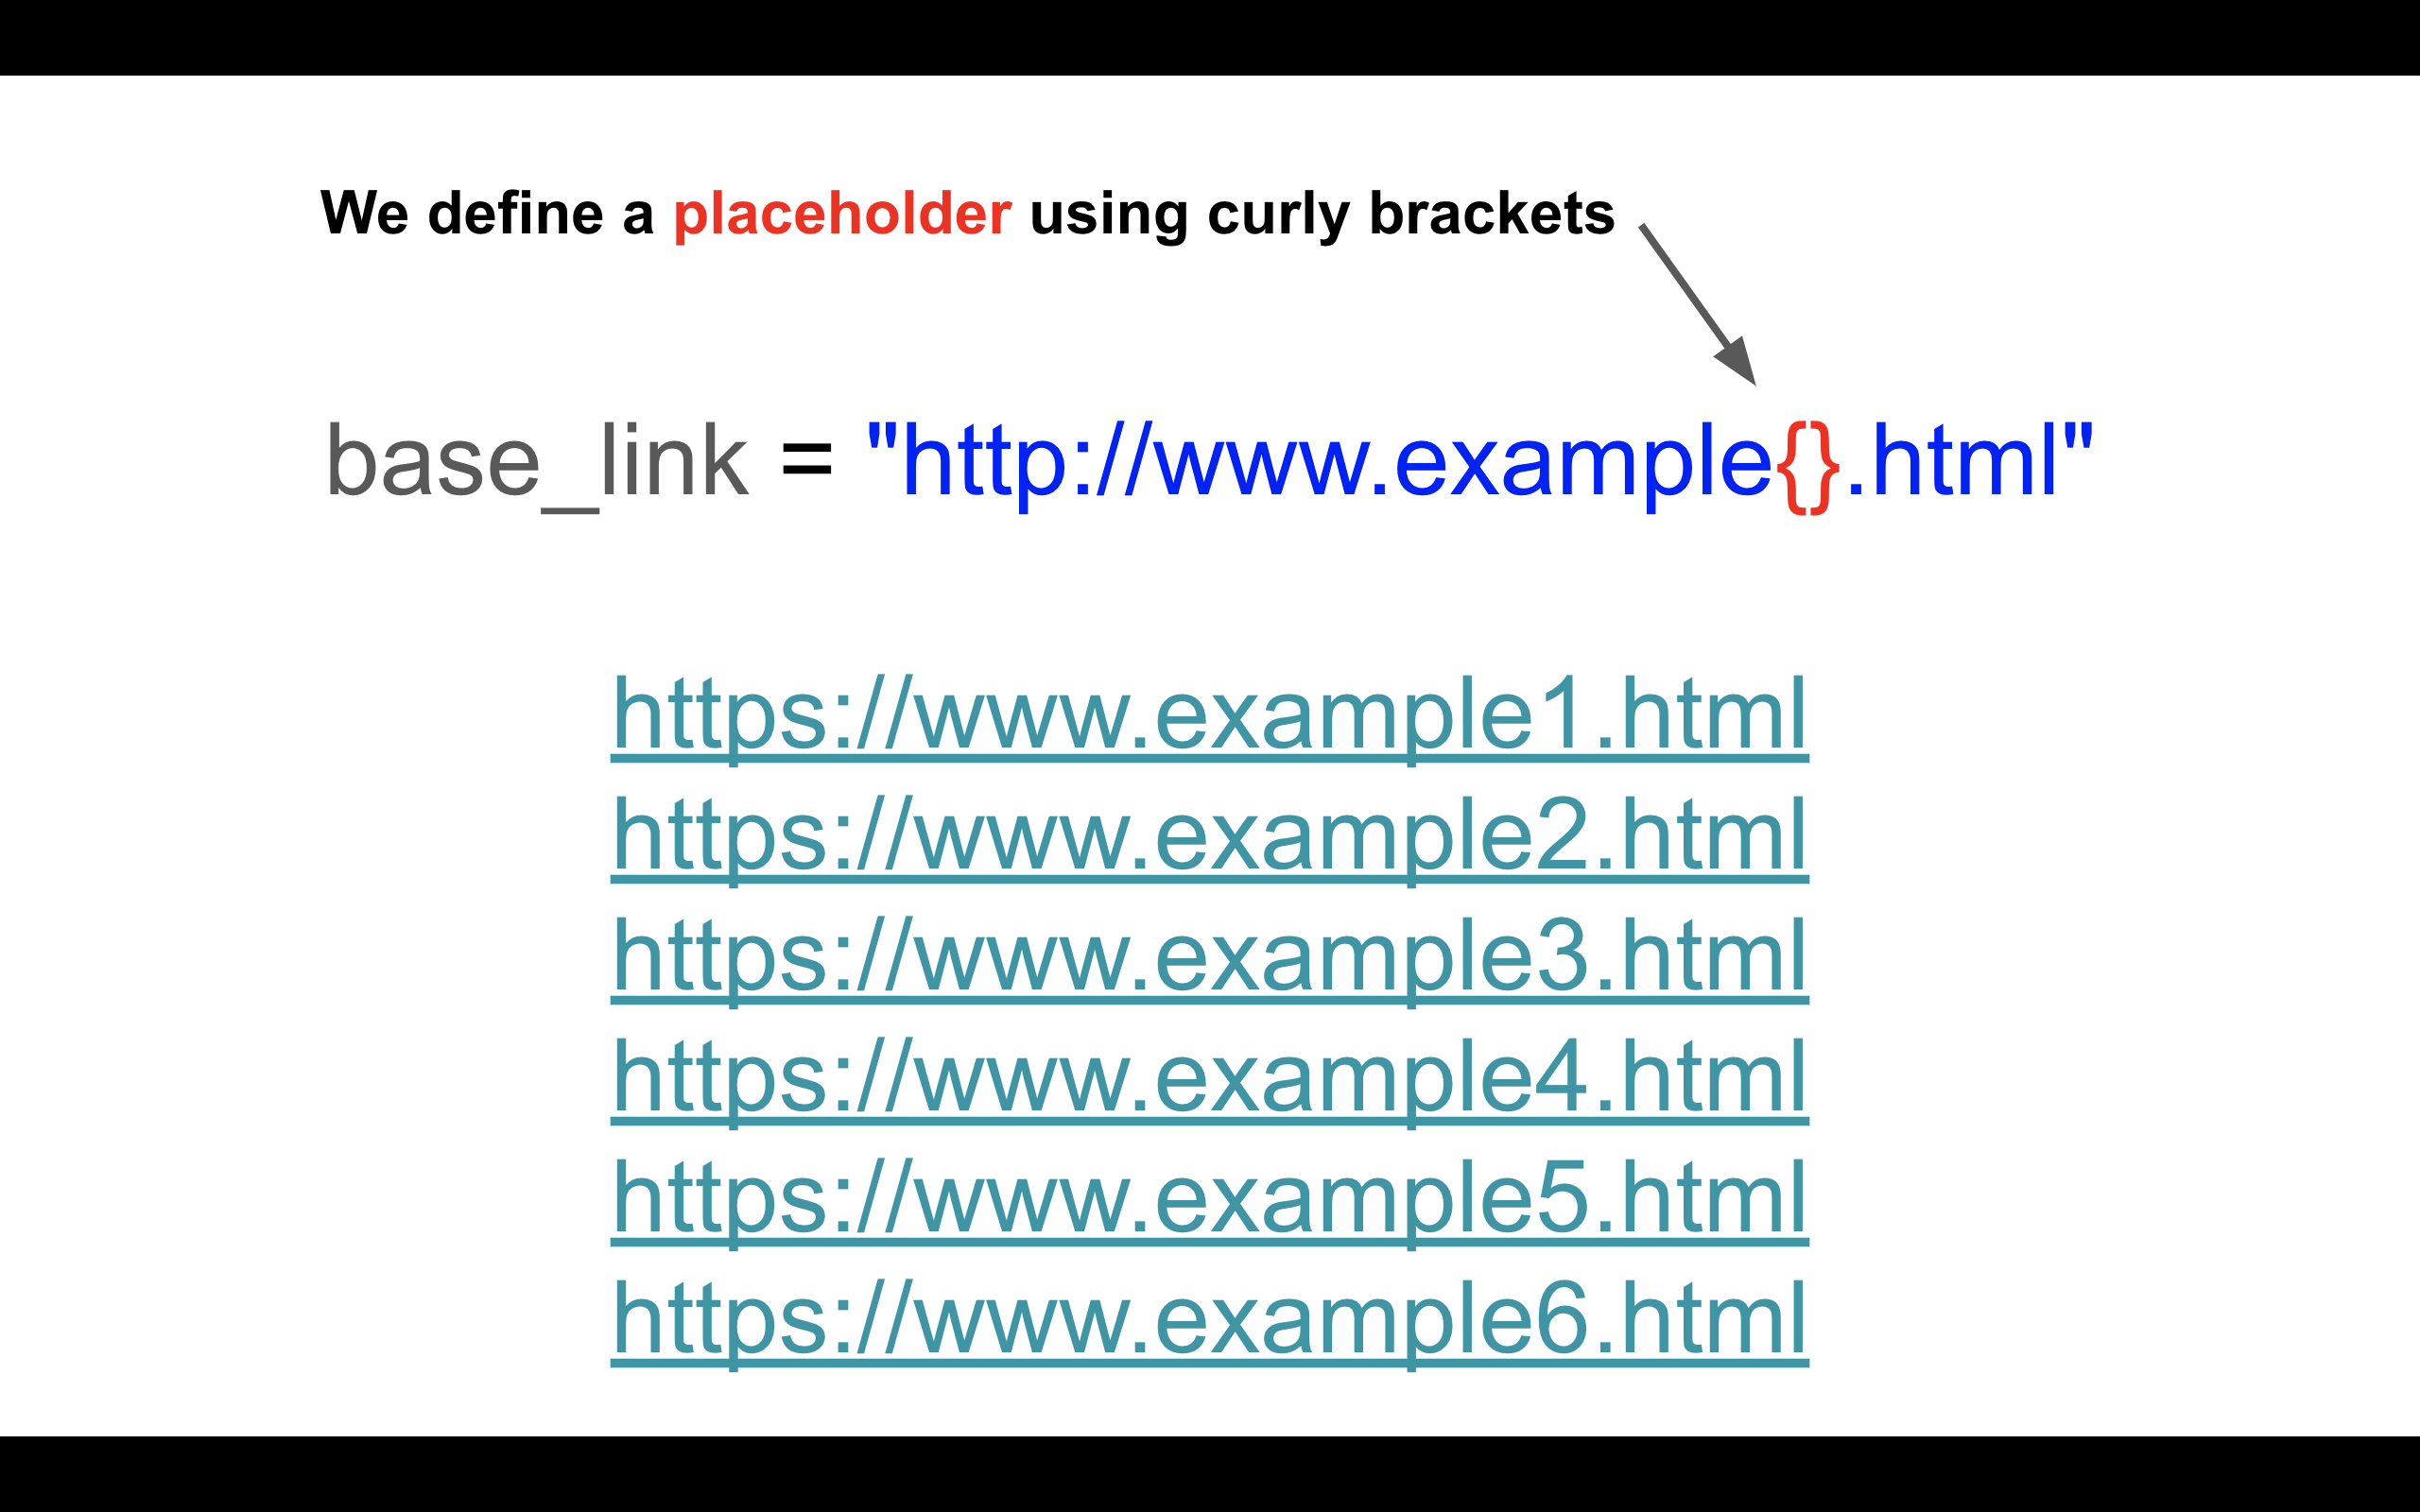 We define a placeholder using curly brackets
base_link = "http://www.example{}.html"
https://www.example1.html
https://www.example2.html
https://www.example3.html
https://www.example4.html
https://www.example5.html
https://www.example6.html